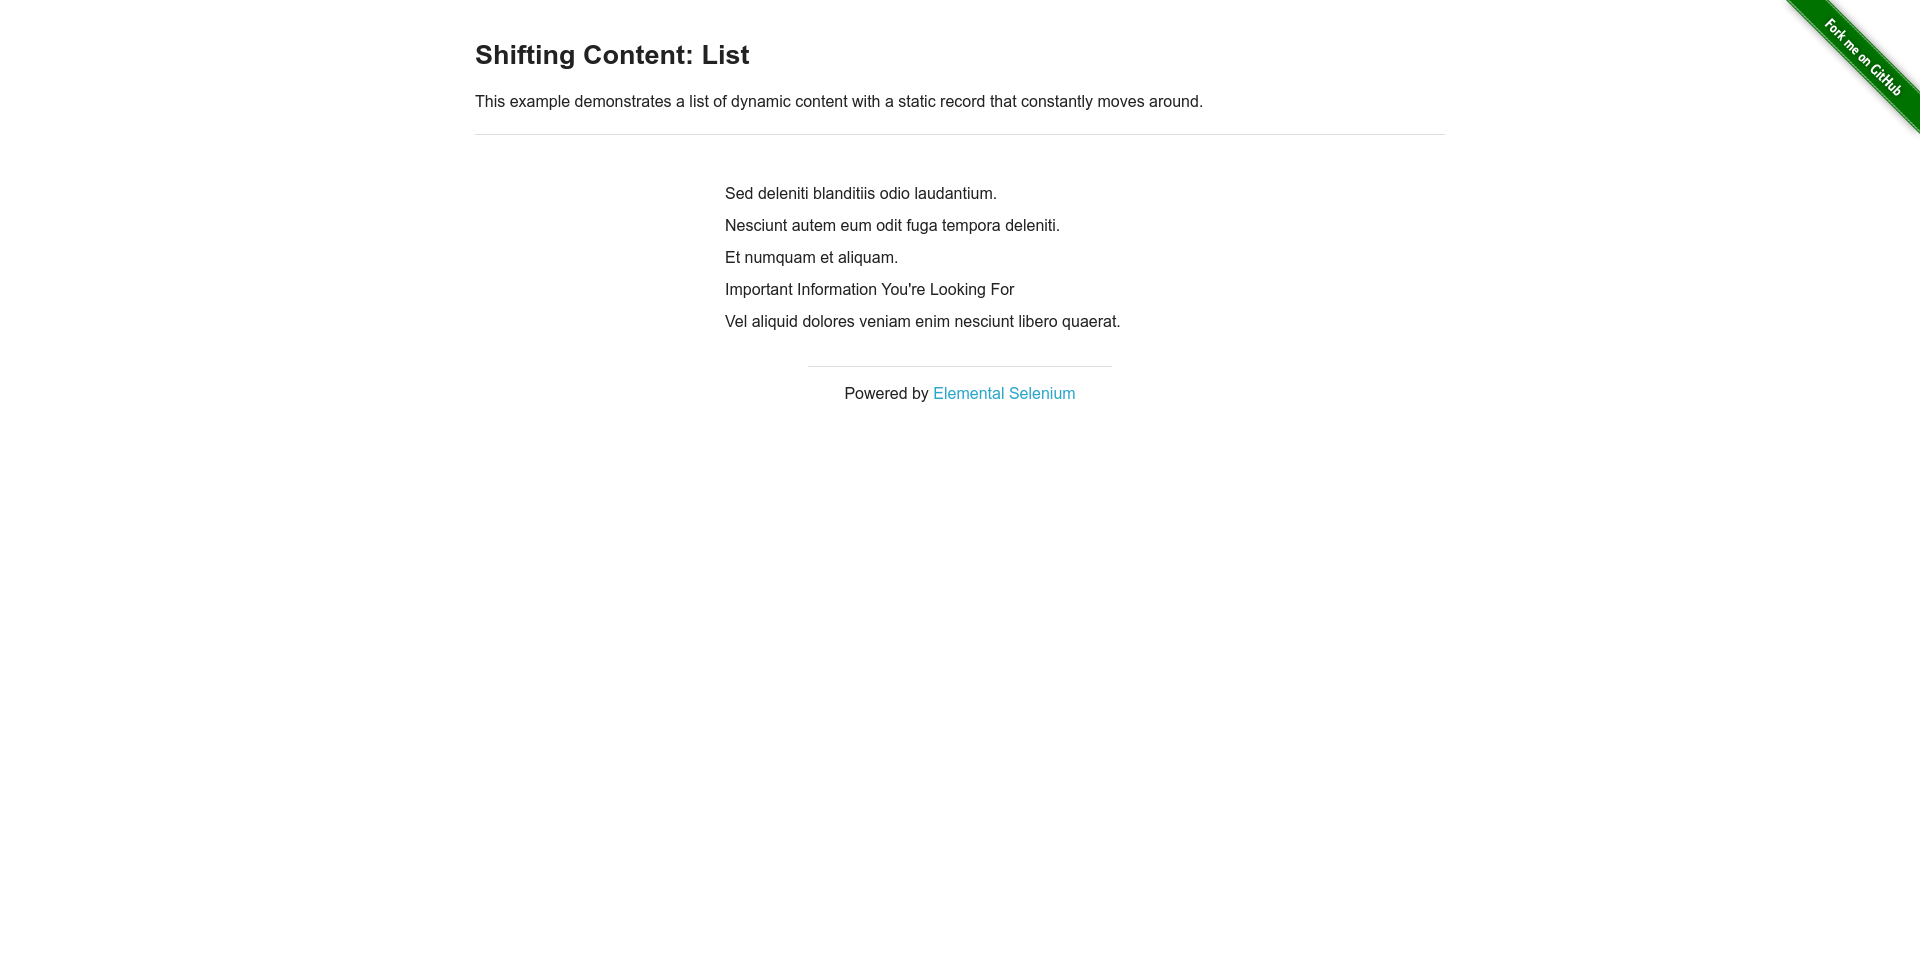 Shifting Content: List
Fork me on GitHub
This example demonstrates a list of dynamic content with a static record that constantly moves around.
Sed deleniti blanditiis odio laudantium.
Nesciunt autem eum odit fuga tempora deleniti.
Et numquam et aliquam.
Important Information You're Looking For
Vel aliquid dolores veniam enim nesciunt libero quaerat.
Powered by Elemental Selenium